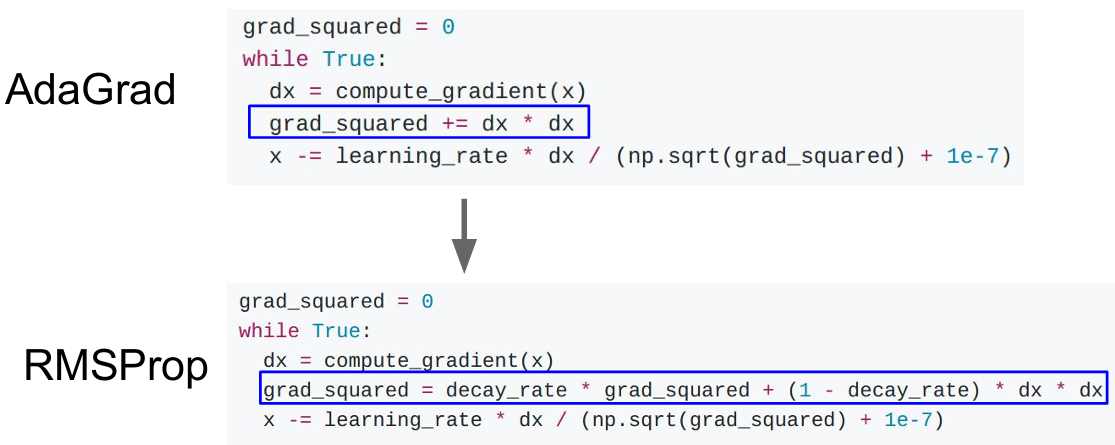 AdaGrad
grad_squared = 0
while True:
  dx = compute_gradient(x)
  grad_squared += dx * dx
  x -= learning_rate * dx / (np.sqrt(grad_squared) + 1e-7)
RMSProp
grad_squared = 0
while True:
  dx = compute_gradient(x)
  grad_squared = decay_rate * grad_squared + (1 - decay_rate) * dx * dx
  x -= learning_rate * dx / (np.sqrt(grad_squared) + 1e-7)